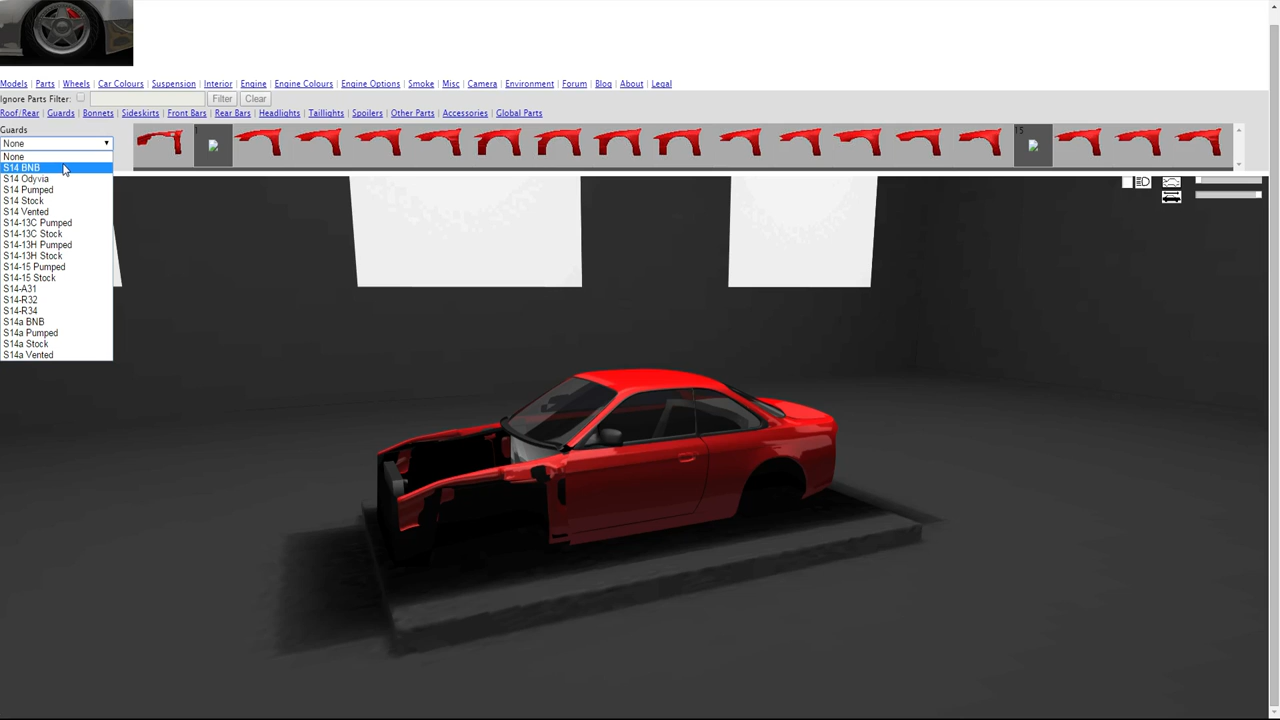 Models | Parts | Wheels | Car Colours | Suspension | Interior | Engine | Engine Colours | Engine Options | Smoke | Misc | Camera | Environment | Forum | Blog | About | Legal
Ignore Parts Filter: Filter Clear
Roof/Rear | Guards | Bonnets | Sideskirts | Front Bars | Rear Bars | Headlights | Taillights | Spoilers | Other Parts | Accessories | Global Parts
Guards
None
1
15
None
S14 BNB
S14 Odyvia
S14 Pumped
S14 Stock
S14 Vented
S14-13C Pumped
S14-13C Stock
S14-13H Pumped
S14-13H Stock
S14-15 Pumped
S14-15 Stock
S14-A31
S14-R32
S14-R34
S14a BNB
S14a Pumped
S14a Stock
S14a Vented